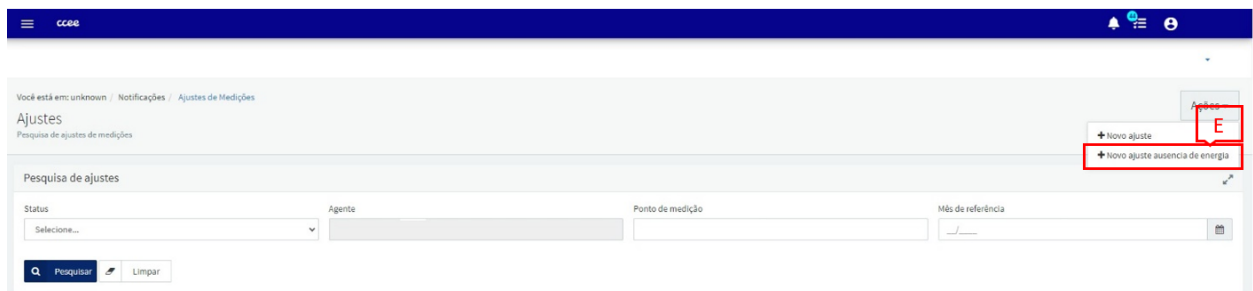 ccee
Você está em: unknown / Notificações / Ajustes de Medições
Ajustes
Pesquisa de ajustes de medições
Ações
E
+ Novo ajuste
+ Novo ajuste ausencia de energia
Pesquisa de ajustes
Status Agente Ponto de medição Mês de referência
Selecione... __/____
Pesquisar Limpar